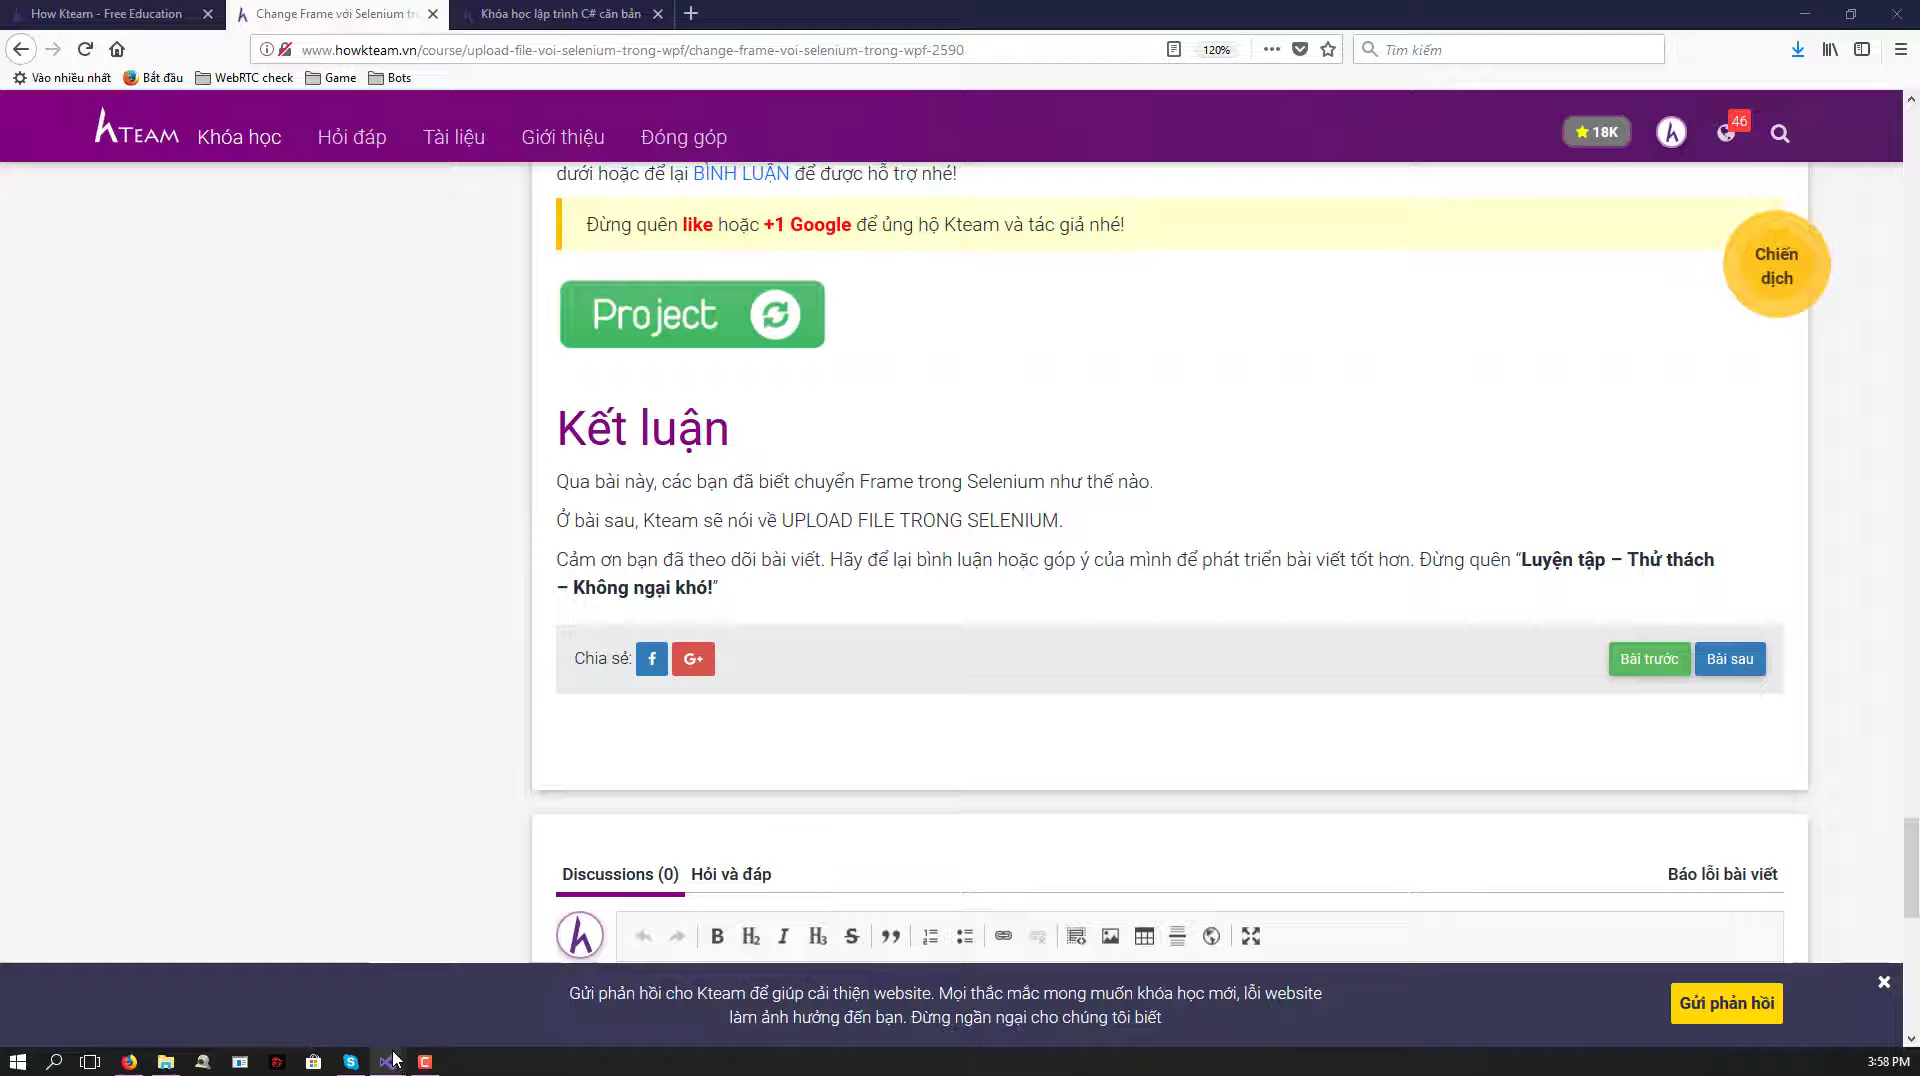 How Kteam - Free Education
Change Frame với Selenium tr
Khóa học lập trình C# căn bản
www.howkteam.vn/course/upload-file-voi-selenium-trong-wpf/change-frame-voi-selenium-trong-wpf-2590
120%
Tìm kiếm
Vào nhiều nhất
Bắt đầu
WebRTC check
Game
Bots
hTEAM
Khóa học
Hỏi đáp
Tài liệu
Giới thiệu
Đóng góp
18K
46
dưới hoặc để lại BÌNH LUẬN để được hỗ trợ nhé!
Đừng quên like hoặc +1 Google để ủng hộ Kteam và tác giả nhé!
Chiến
dịch
Project
Kết luận
Qua bài này, các bạn đã biết chuyển Frame trong Selenium như thế nào.
Ở bài sau, Kteam sẽ nói về UPLOAD FILE TRONG SELENIUM.
Cảm ơn bạn đã theo dõi bài viết. Hãy để lại bình luận hoặc góp ý của mình để phát triển bài viết tốt hơn. Đừng quên “Luyện tập – Thử thách
– Không ngại khó!”
Chia sẻ:
f
G+
Bài trước
Bài sau
Discussions (0)
Hỏi và đáp
Báo lỗi bài viết
B H2 I H3 S
Gửi phản hồi cho Kteam để giúp cải thiện website. Mọi thắc mắc mong muốn khóa học mới, lỗi website
làm ảnh hưởng đến bạn. Đừng ngần ngại cho chúng tôi biết
Gửi phản hồi
3:58 PM